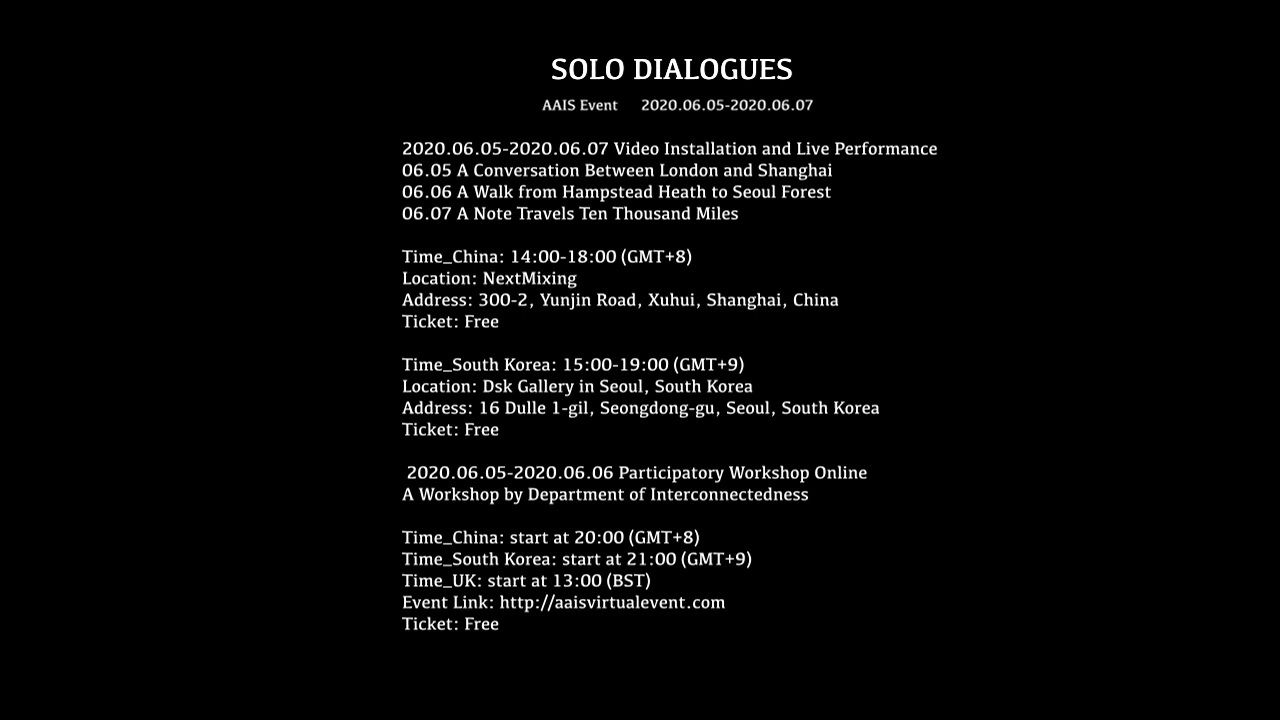 SOLO DIALOGUES
AAIS Event 2020.06.05-2020.06.07
2020.06.05-2020.06.07 Video Installation and Live Performance
06.05 A Conversation Between London and Shanghai
06.06 A Walk from Hampstead Heath to Seoul Forest
06.07 A Note Travels Ten Thousand Miles
Time_China: 14:00-18:00 (GMT+8)
Location: NextMixing
Address: 300-2, Yunjin Road, Xuhui, Shanghai, China
Ticket: Free
Time_South Korea: 15:00-19:00 (GMT+9)
Location: Dsk Gallery in Seoul, South Korea
Address: 16 Dulle 1-gil, Seongdong-gu, Seoul, South Korea
Ticket: Free
2020.06.05-2020.06.06 Participatory Workshop Online
A Workshop by Department of Interconnectedness
Time_China: start at 20:00 (GMT+8)
Time_South Korea: start at 21:00 (GMT+9)
Time_UK: start at 13:00 (BST)
Event Link: http://aaisvirtualevent.com
Ticket: Free